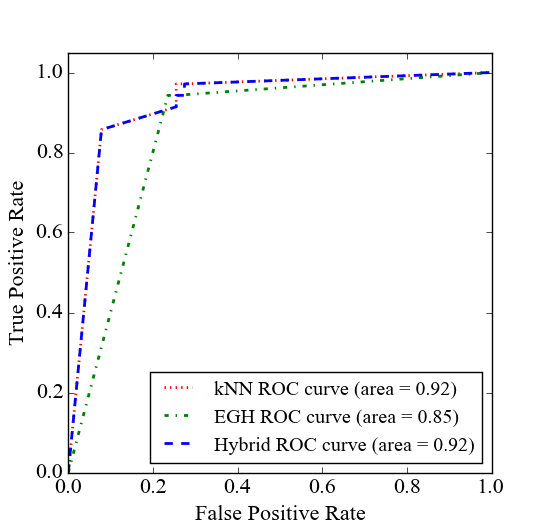 True Positive Rate
1.0
0.8
0.6
0.4
0.2
0.0
0.0 0.2 0.4 0.6 0.8 1.0
False Positive Rate
kNN ROC curve (area = 0.92)
EGH ROC curve (area = 0.85)
Hybrid ROC curve (area = 0.92)